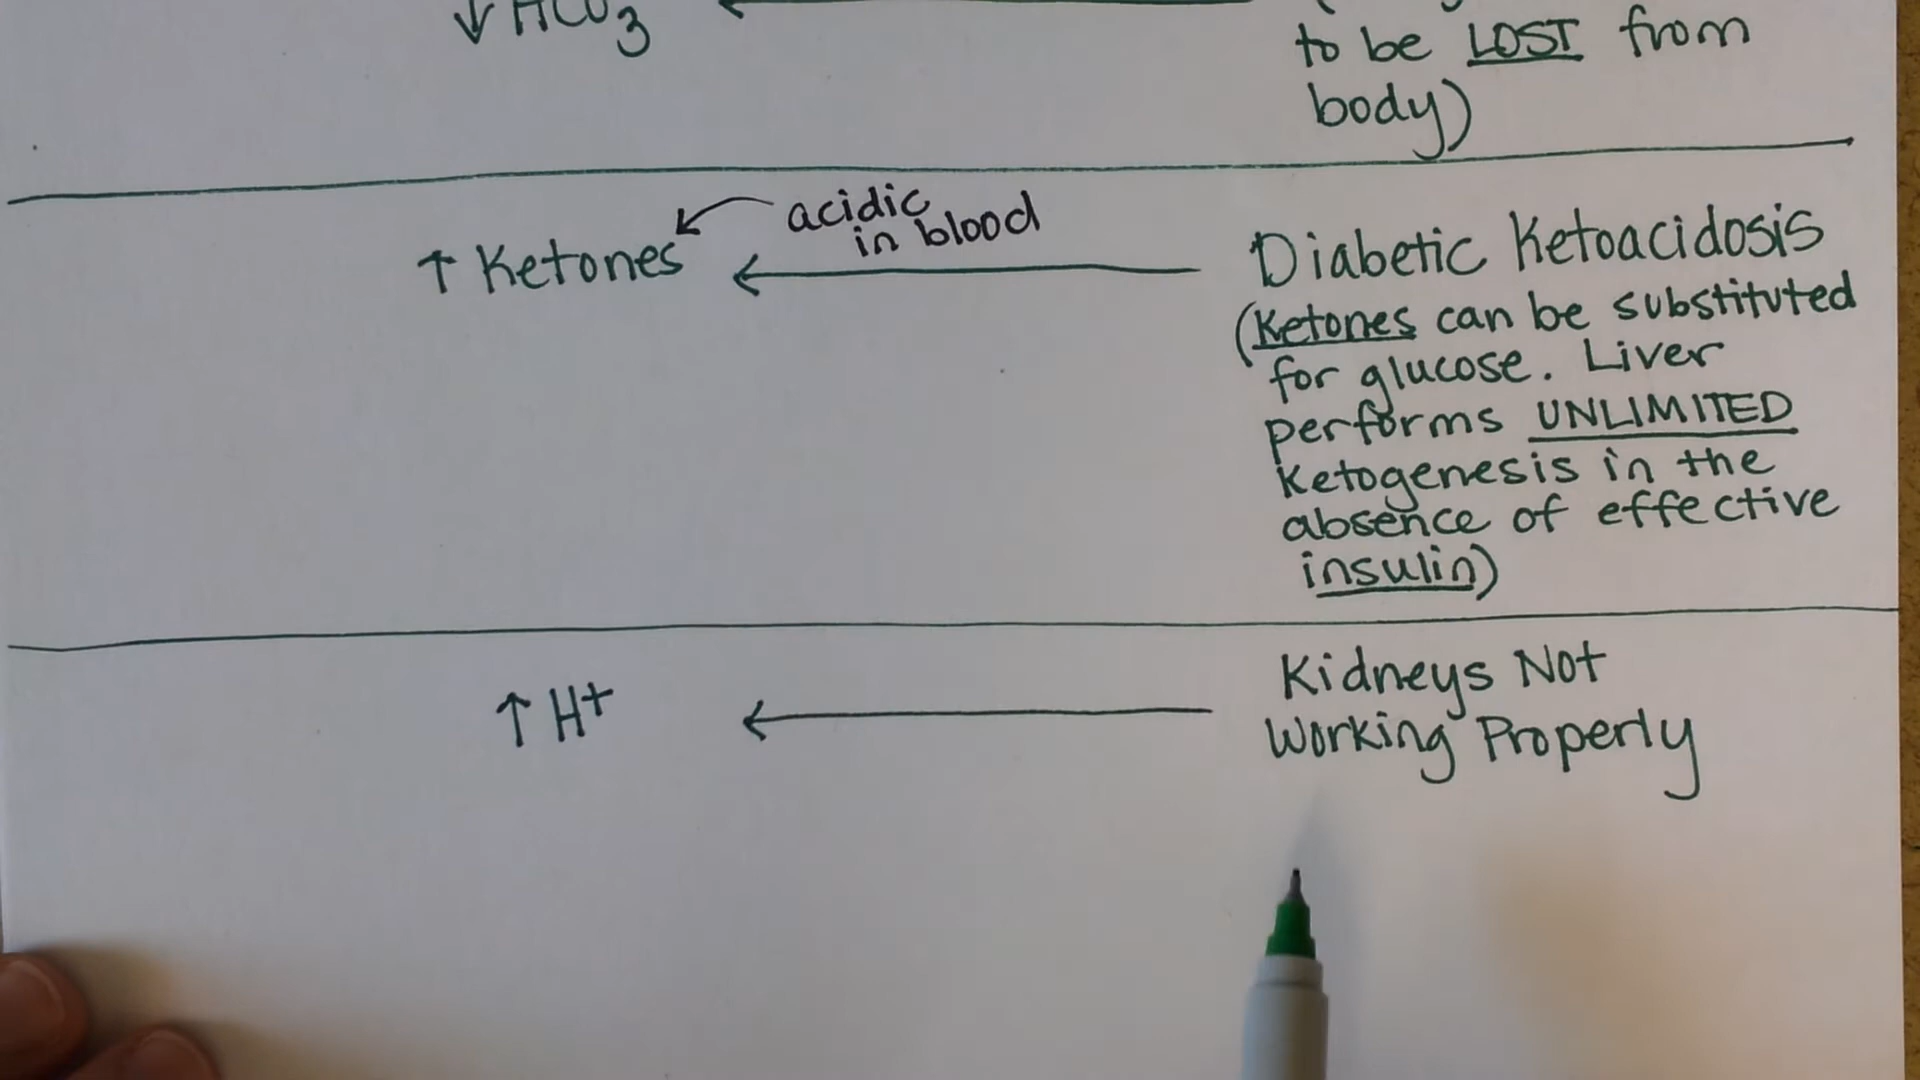 ↓ HCO3
to be LOST from
body)
↑ Ketones
acidic
in blood
Diabetic Ketoacidosis
(Ketones can be substituted
for glucose. Liver
performs UNLIMITED
Ketogenesis in the
absence of effective
insulin)
↑ H+
Kidneys Not
Working Properly